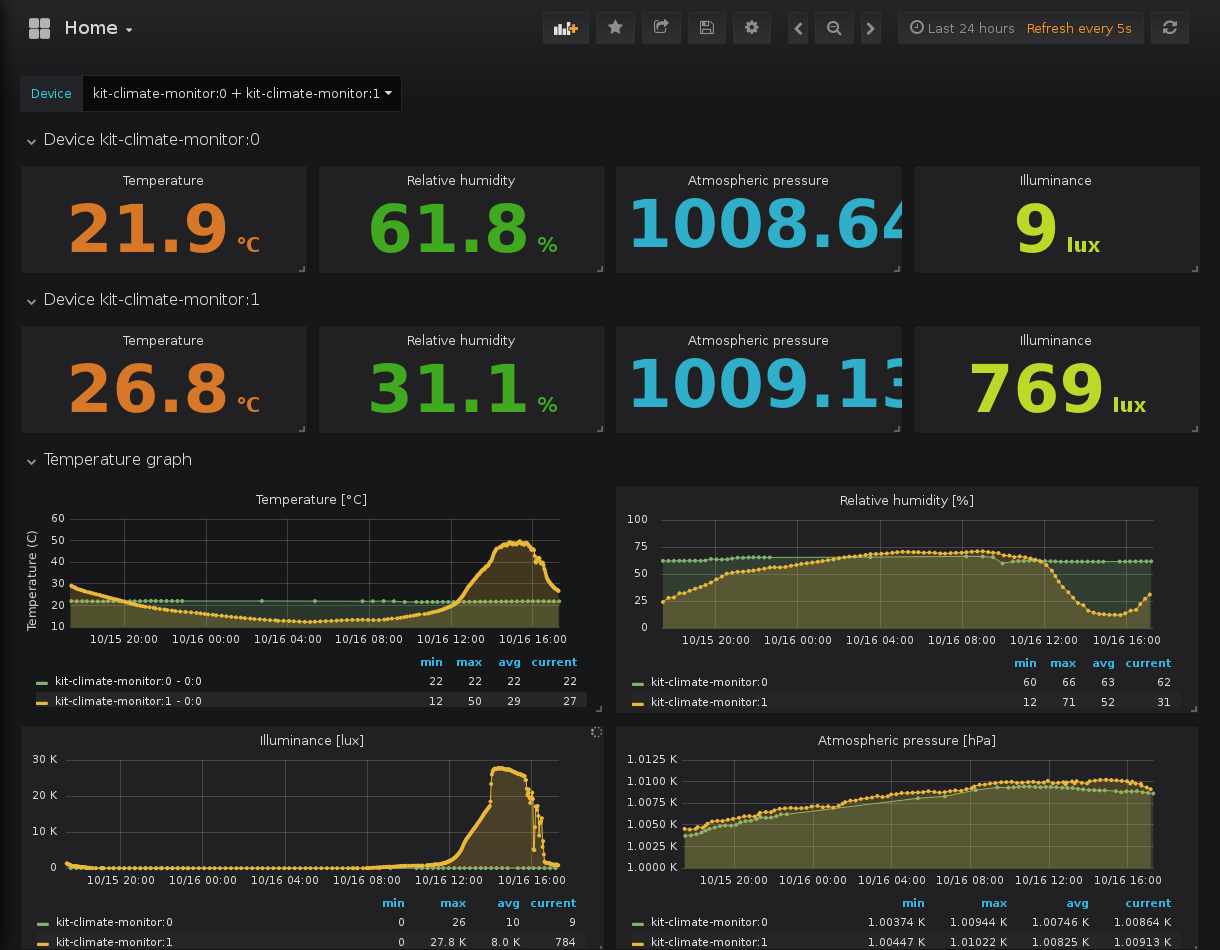 Home
Last 24 hours Refresh every 5s
Device kit-climate-monitor:0 + kit-climate-monitor:1
Device kit-climate-monitor:0
Temperature Relative humidity Atmospheric pressure Illuminance
21.9 °C 61.8 % 1008.64 9 lux
Device kit-climate-monitor:1
Temperature Relative humidity Atmospheric pressure Illuminance
26.8 °C 31.1 % 1009.13 769 lux
Temperature graph
Temperature [°C]
Temperature (C)
60
50
40
30
20
10
10/15 20:00 10/16 00:00 10/16 04:00 10/16 08:00 10/16 12:00 10/16 16:00
min max avg current
kit-climate-monitor:0 - 0:0 22 22 22 22
kit-climate-monitor:1 - 0:0 12 50 29 27
Relative humidity [%]
100
75
50
25
0
10/15 20:00 10/16 00:00 10/16 04:00 10/16 08:00 10/16 12:00 10/16 16:00
min max avg current
kit-climate-monitor:0 60 66 63 62
kit-climate-monitor:1 12 71 52 31
Illuminance [lux]
30 K
20 K
10 K
0
10/15 20:00 10/16 00:00 10/16 04:00 10/16 08:00 10/16 12:00 10/16 16:00
min max avg current
kit-climate-monitor:0 0 26 10 9
kit-climate-monitor:1 0 27.8 K 8.0 K 784
Atmospheric pressure [hPa]
1.0125 K
1.0100 K
1.0075 K
1.0050 K
1.0025 K
1.0000 K
10/15 20:00 10/16 00:00 10/16 04:00 10/16 08:00 10/16 12:00 10/16 16:00
min max avg current
kit-climate-monitor:0 1.00374 K 1.00944 K 1.00746 K 1.00864 K
kit-climate-monitor:1 1.00447 K 1.01022 K 1.00825 K 1.00913 K